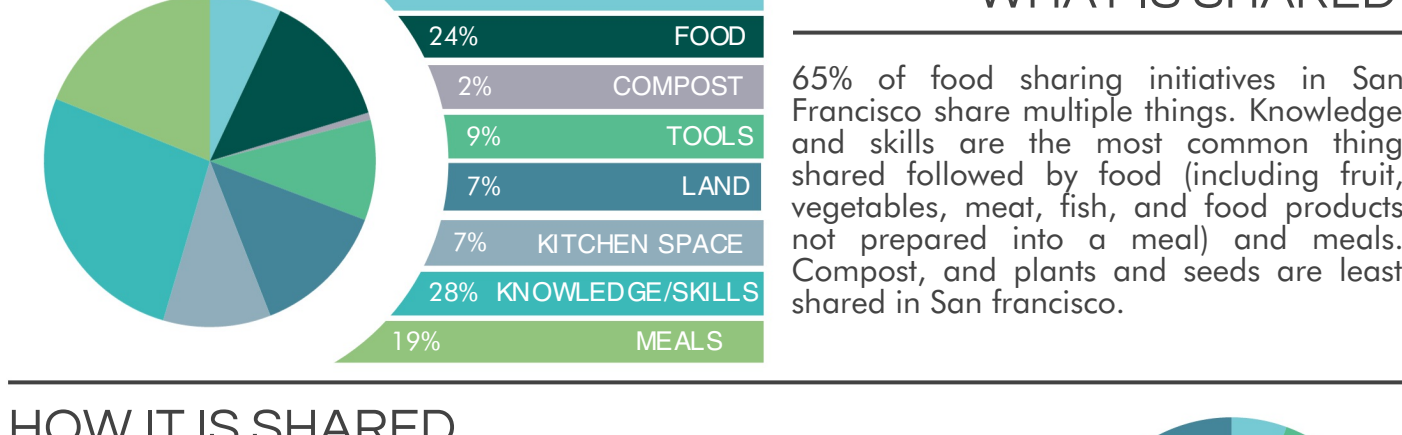 WHAT IS SHARED
24% FOOD
2% COMPOST
9% TOOLS
7% LAND
7% KITCHEN SPACE
28% KNOWLEDGE/SKILLS
19% MEALS
65% of food sharing initiatives in San
Francisco share multiple things. Knowledge
and skills are the most common thing
shared followed by food (including fruit,
vegetables, meat, fish, and food products
not prepared into a meal) and meals.
Compost, and plants and seeds are least
shared in San francisco.
HOW IT IS SHARED